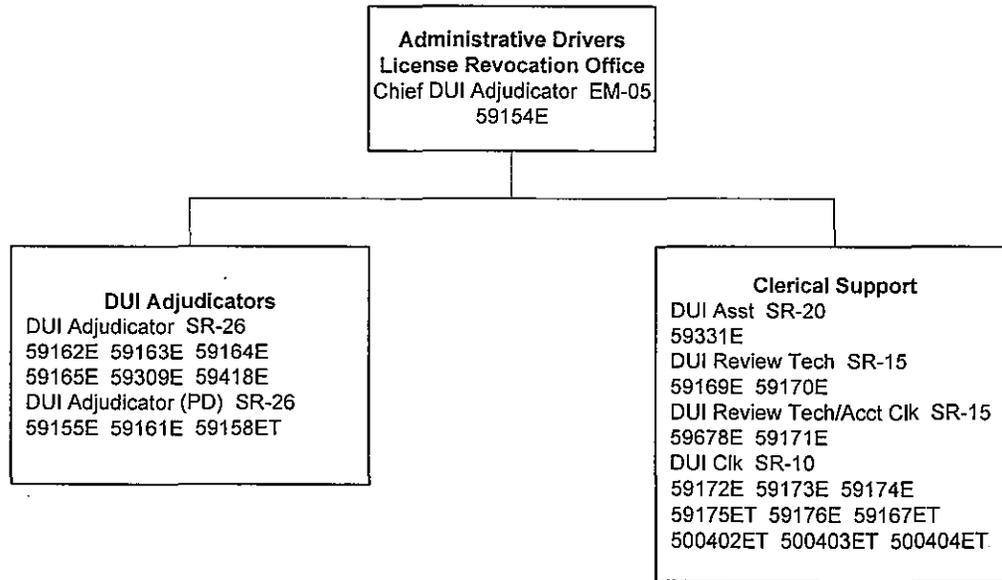 Administrative Drivers
License Revocation Office
Chief DUI Adjudicator EM-05
59154E
DUI Adjudicators
DUI Adjudicator SR-26
59162E 59163E 59164E
59165E 59309E 59418E
DUI Adjudicator (PD) SR-26
59155E 59161E 59158ET
Clerical Support
DUI Asst SR-20
59331E
DUI Review Tech SR-15
59169E 59170E
DUI Review Tech/Acct Clk SR-15
59678E 59171E
DUI Clk SR-10
59172E 59173E 59174E
59175ET 59176E 59167ET
500402ET 500403ET 500404ET